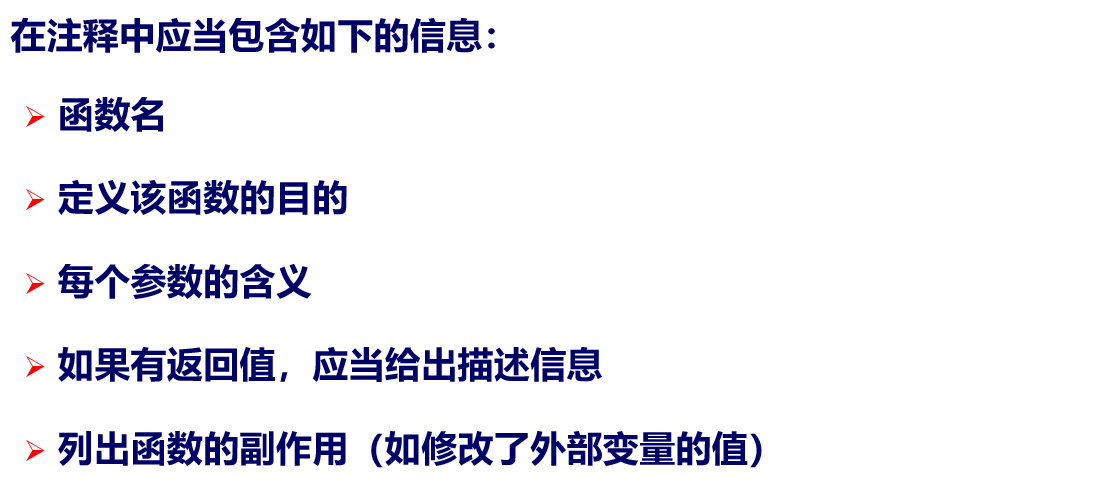 在注释中应当包含如下的信息：
➢ 函数名
➢ 定义该函数的目的
➢ 每个参数的含义
➢ 如果有返回值，应当给出描述信息
➢ 列出函数的副作用（如修改了外部变量的值）